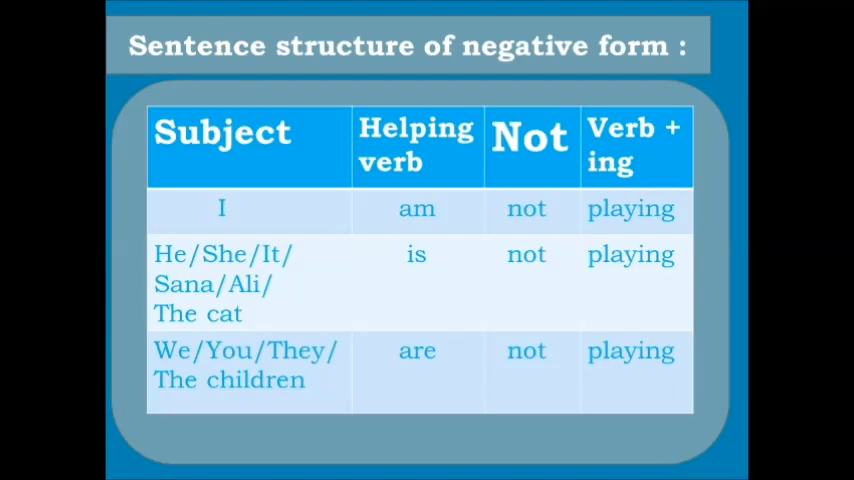 Sentence structure of negative form :
Subject Helping verb Not Verb + ing
I am not playing
He/She/It/ is not playing
Sana/Ali/
The cat
We/You/They/ are not playing
The children